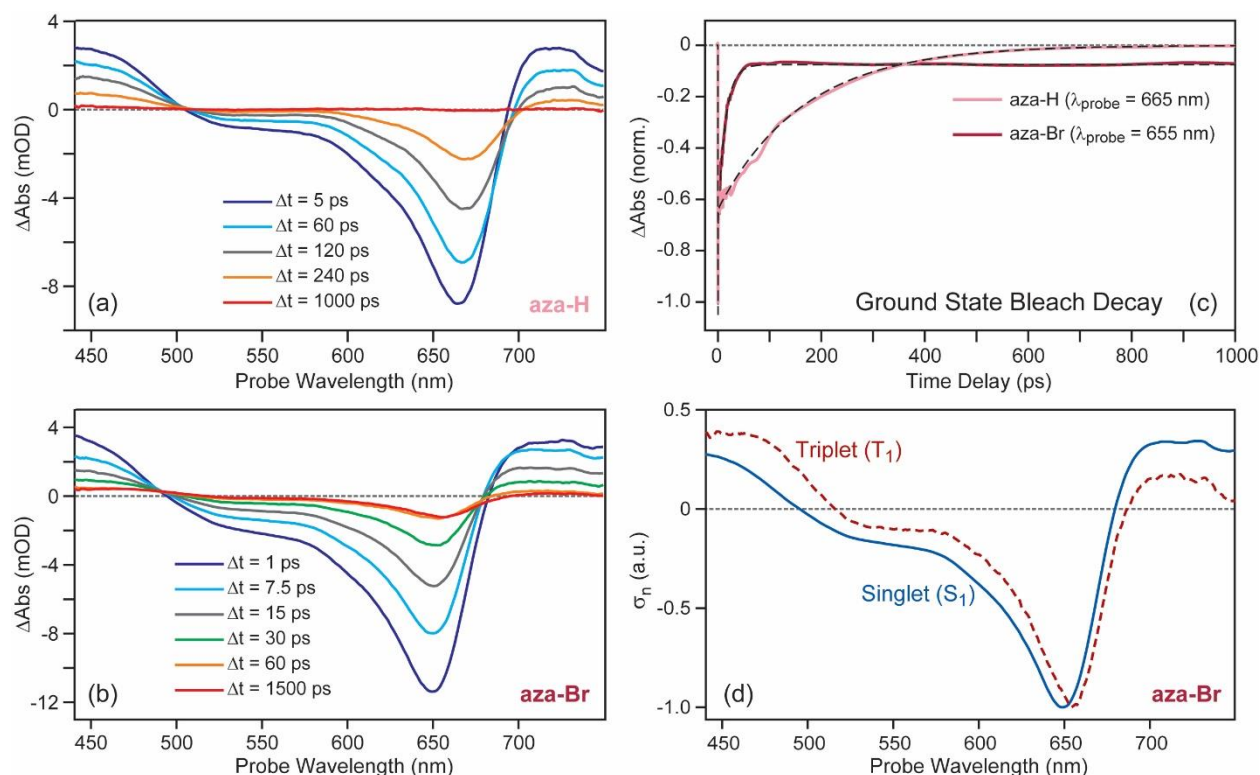 4
0
-4
-8
ΔAbs (mOD)
Δt = 5 ps
Δt = 60 ps
Δt = 120 ps
Δt = 240 ps
Δt = 1000 ps
(a)
aza-H
450 500 550 600 650 700
Probe Wavelength (nm)
0
-0.2
-0.4
-0.6
-0.8
-1.0
ΔAbs (norm.)
aza-H (λprobe = 665 nm)
aza-Br (λprobe = 655 nm)
Ground State Bleach Decay (c)
0 200 400 600 800 1000
Time Delay (ps)
4
0
-4
-8
-12
ΔAbs (mOD)
Δt = 1 ps
Δt = 7.5 ps
Δt = 15 ps
Δt = 30 ps
Δt = 60 ps
Δt = 1500 ps
(b)
aza-Br
450 500 550 600 650 700
Probe Wavelength (nm)
0.5
0
-0.5
-1.0
σn (a.u.)
Triplet (T1)
Singlet (S1)
(d)
aza-Br
450 500 550 600 650 700
Probe Wavelength (nm)